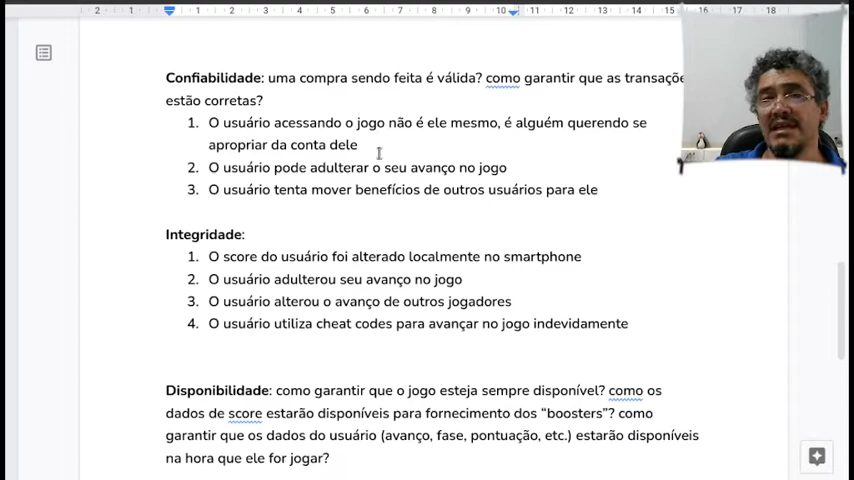 2 1 1 2 3 4 5 6 7 8 9 10 11 12 13 14 15 16 17 18
Confiabilidade: uma compra sendo feita é válida? como garantir que as
estão corretas?
1. O usuário acessando o jogo não é ele mesmo, é alguém querendo se
apropriar da conta dele
2. O usuário pode adulterar o seu avanço no jogo
3. O usuário tenta mover benefícios de outros usuários para ele
Integridade:
1. O score do usuário foi alterado localmente no smartphone
2. O usuário adulterou seu avanço no jogo
3. O usuário alterou o avanço de outros jogadores
4. O usuário utiliza cheat codes para avançar no jogo indevidamente
Disponibilidade: como garantir que o jogo esteja sempre disponível? como os
dados de score estarão disponíveis para fornecimento dos “boosters”? como
garantir que os dados do usuário (avanço, fase, pontuação, etc.) estarão disponíveis
na hora que ele for jogar?